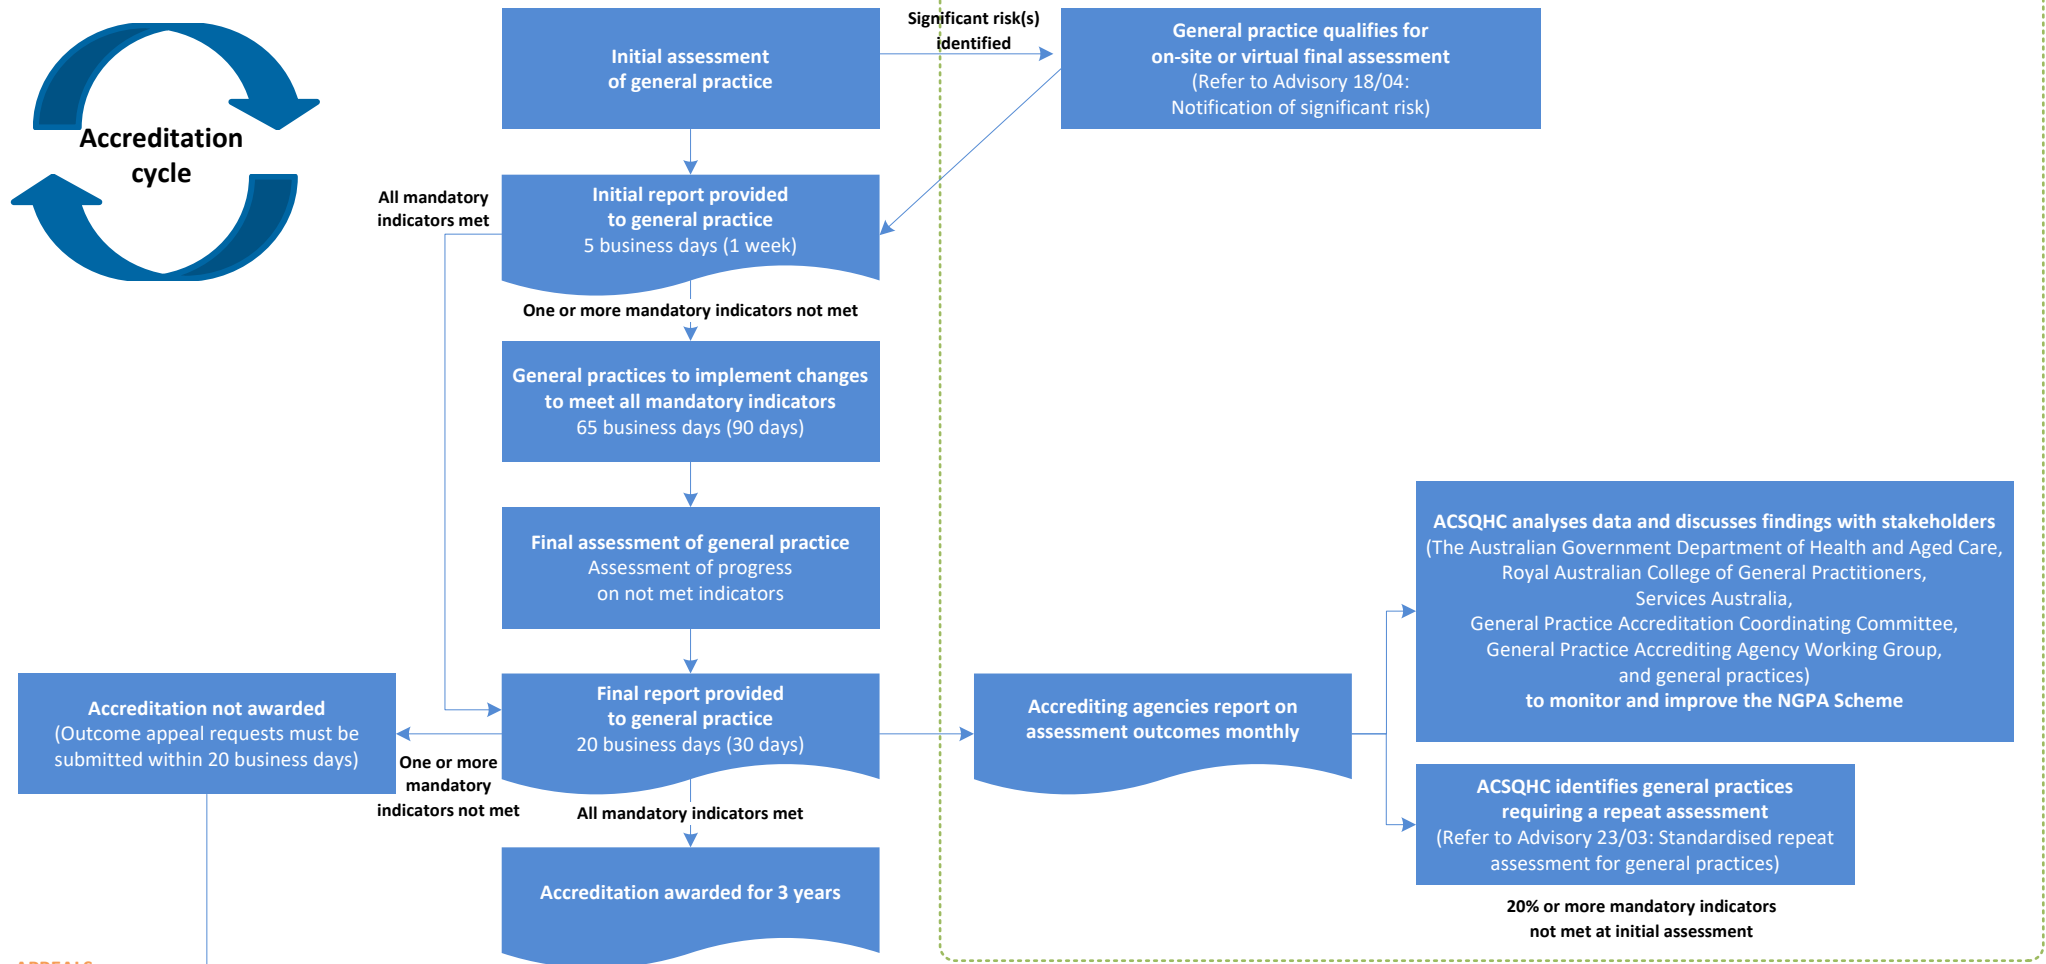 Accreditation
cycle
Initial assessment
of general practice
Significant risk(s)
identified
General practice qualifies for
on-site or virtual final assessment
(Refer to Advisory 18/04:
Notification of significant risk)
All mandatory
indicators met
Initial report provided
to general practice
5 business days (1 week)
One or more mandatory indicators not met
General practices to implement changes
to meet all mandatory indicators
65 business days (90 days)
Final assessment of general practice
Assessment of progress
on not met indicators
Final report provided
to general practice
20 business days (30 days)
Accreditation not awarded
(Outcome appeal requests must be
submitted within 20 business days)
One or more
mandatory
indicators not met
All mandatory indicators met
Accreditation awarded for 3 years
Accrediting agencies report on
assessment outcomes monthly
ACSQHC analyses data and discusses findings with stakeholders
(The Australian Government Department of Health and Aged Care,
Royal Australian College of General Practitioners,
Services Australia,
General Practice Accreditation Coordinating Committee,
General Practice Accrediting Agency Working Group,
and general practices)
to monitor and improve the NGPA Scheme
ACSQHC identifies general practices
requiring a repeat assessment
(Refer to Advisory 23/03: Standardised repeat
assessment for general practices)
20% or more mandatory indicators
not met at initial assessment
APPEALS